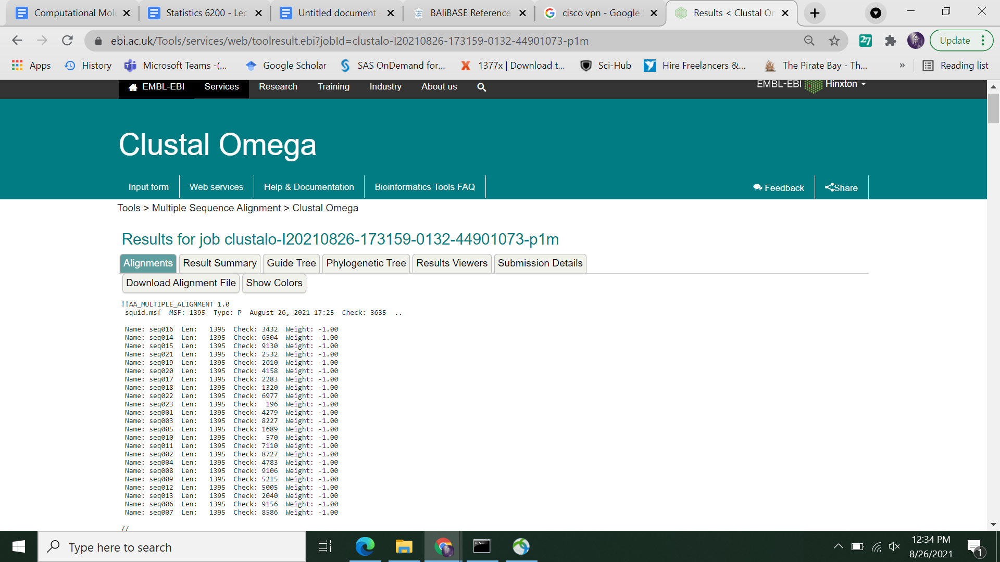 Computational Mol
Statistics 6200 - Lec
Untitled document -
BAliBASE Reference
cisco vpn - Google S
Results < Clustal Or
ebi.ac.uk/Tools/services/web/toolresult.ebi?jobId=clustalo-I20210826-173159-0132-44901073-p1m
27
Update
Apps
History
Microsoft Teams -(...
Google Scholar
SAS OnDemand for...
1377x | Download t...
Sci-Hub
Hire Freelancers &...
The Pirate Bay - Th...
»
Reading list
EMBL-EBI
Services
Research
Training
Industry
About us
EMBL-EBI
Hinxton
Clustal Omega
Input form
Web services
Help & Documentation
Bioinformatics Tools FAQ
Feedback
Share
Tools > Multiple Sequence Alignment > Clustal Omega
Results for job clustalo-I20210826-173159-0132-44901073-p1m
Alignments
Result Summary
Guide Tree
Phylogenetic Tree
Results Viewers
Submission Details
Download Alignment File
Show Colors
!!AA_MULTIPLE_ALIGNMENT 1.0
squid.msf  MSF: 1395  Type: P  August 26, 2021 17:25  Check: 3635  ..
Name: seq016  Len:   1395  Check: 3432  Weight: -1.00
Name: seq014  Len:   1395  Check: 6504  Weight: -1.00
Name: seq015  Len:   1395  Check: 9130  Weight: -1.00
Name: seq021  Len:   1395  Check: 2532  Weight: -1.00
Name: seq019  Len:   1395  Check: 2610  Weight: -1.00
Name: seq020  Len:   1395  Check: 4158  Weight: -1.00
Name: seq017  Len:   1395  Check: 2283  Weight: -1.00
Name: seq018  Len:   1395  Check: 1320  Weight: -1.00
Name: seq022  Len:   1395  Check: 6977  Weight: -1.00
Name: seq023  Len:   1395  Check:  196  Weight: -1.00
Name: seq001  Len:   1395  Check: 4279  Weight: -1.00
Name: seq003  Len:   1395  Check: 8227  Weight: -1.00
Name: seq005  Len:   1395  Check: 1689  Weight: -1.00
Name: seq010  Len:   1395  Check:  570  Weight: -1.00
Name: seq011  Len:   1395  Check: 7110  Weight: -1.00
Name: seq002  Len:   1395  Check: 8727  Weight: -1.00
Name: seq004  Len:   1395  Check: 4783  Weight: -1.00
Name: seq008  Len:   1395  Check: 9106  Weight: -1.00
Name: seq009  Len:   1395  Check: 5215  Weight: -1.00
Name: seq012  Len:   1395  Check: 5005  Weight: -1.00
Name: seq013  Len:   1395  Check: 2040  Weight: -1.00
Name: seq006  Len:   1395  Check: 9156  Weight: -1.00
Name: seq007  Len:   1395  Check: 8586  Weight: -1.00
//
Type here to search
12:34 PM
8/26/2021
1